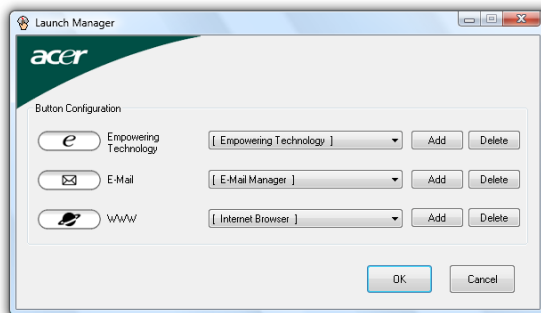 Launch Manager
acer
Button Configuration
Empowering
Technology
[ Empowering Technology ]
Add
Delete
E-Mail
[ E-Mail Manager ]
Add
Delete
WWW
[ Internet Browser ]
Add
Delete
OK
Cancel